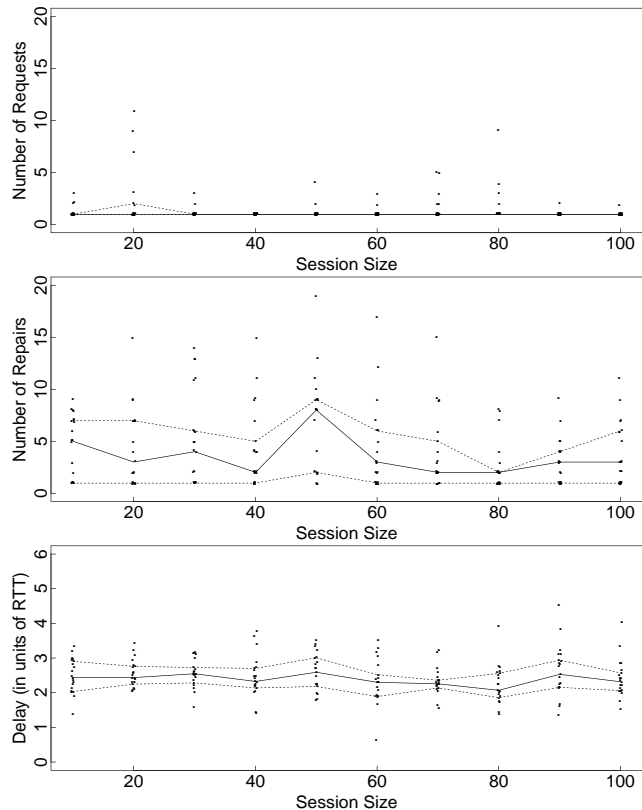 Number of Requests
0 5 10 15 20
20 40 60 80 100
Session Size
Number of Repairs
0 5 10 15 20
20 40 60 80 100
Session Size
Delay (in units of RTT)
0 1 2 3 4 5 6
20 40 60 80 100
Session Size